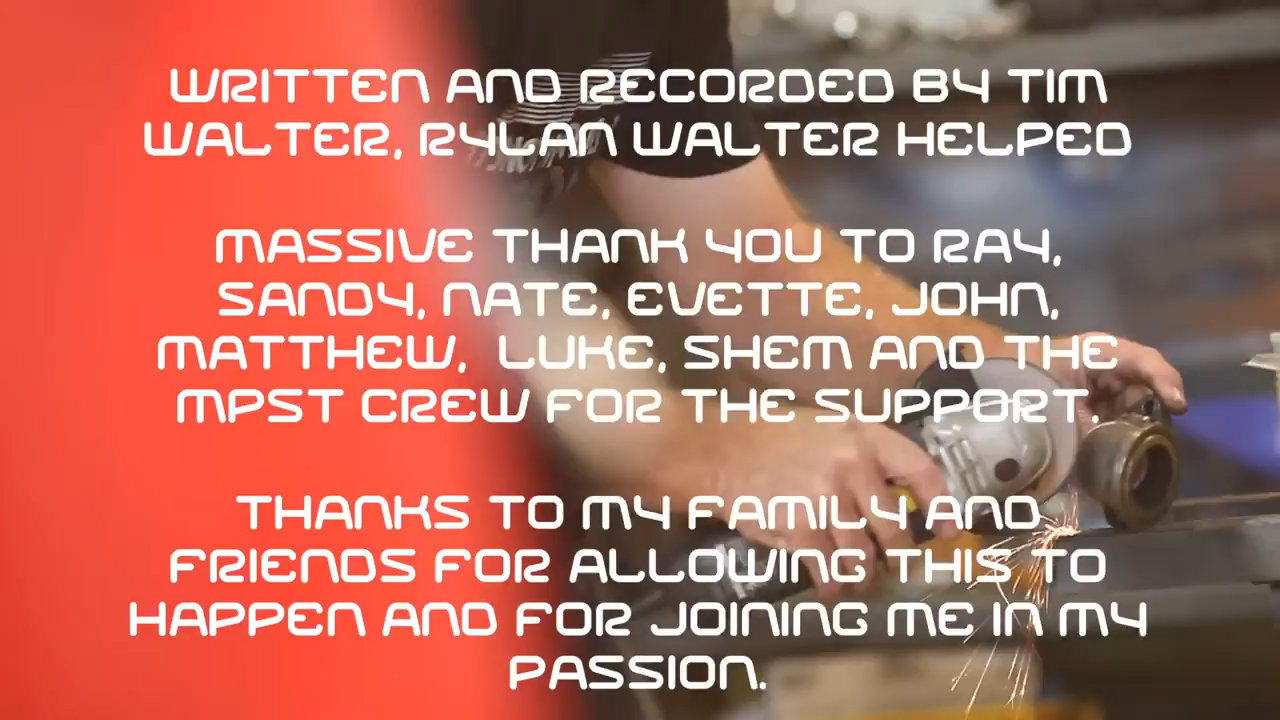 WRITTEN AND RECORDED BY TIM
WALTER, RYLAN WALTER HELPED
MASSIVE THANK YOU TO RAY,
SANDY, NATE, EVETTE, JOHN,
MATTHEW, LUKE, SHEM AND THE
MPST CREW FOR THE SUPPORT.
THANKS TO MY FAMILY AND
FRIENDS FOR ALLOWING THIS TO
HAPPEN AND FOR JOINING ME IN MY
PASSION.